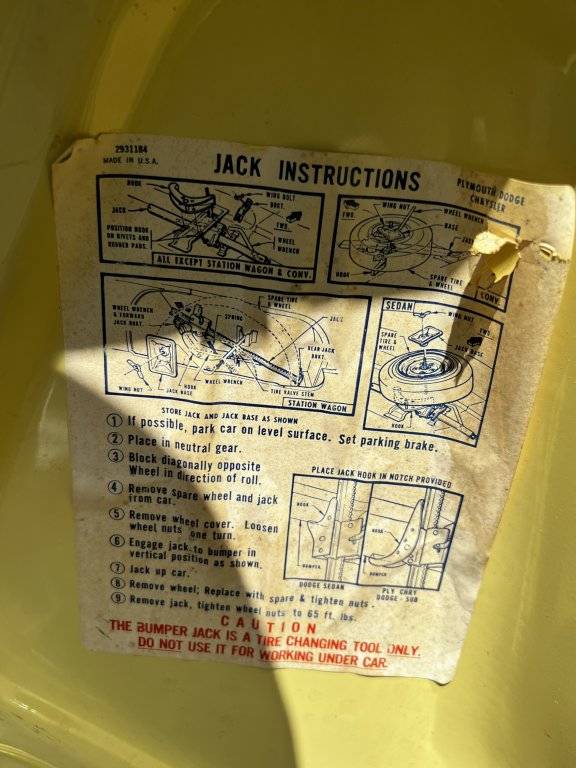 2931184
MADE IN U.S.A.
JACK INSTRUCTIONS
PLYMOUTH DODGE
CHRYSLER
HOOK
WING BOLT
BRKT.
JACK
FWD.
POSITION HOOK
ON RIVETS AND
RUBBER PADS
WHEEL
WRENCH
ALL EXCEPT STATION WAGON & CONV.
FWD.
WING NUT
WHEEL WRENCH
BASE
HOOK
SPARE TIRE
& WHEEL
CONV.
WHEEL WRENCH
& FORWARD
JACK BRKT.
SPRING
SPARE TIRE
& WHEEL
JACK
REAR JACK
BRKT.
WING NUT
JACK BASE
HOOK
WHEEL WRENCH
TIRE VALVE STEM
STATION WAGON
SEDAN
WING NUT
SPARE
TIRE &
WHEEL
FWD.
JACK BASE
HOOK
STORE JACK AND JACK BASE AS SHOWN
1 If possible, park car on level surface. Set parking brake.
2 Place in neutral gear.
3 Block diagonally opposite
Wheel in direction of roll.
4 Remove spare wheel and jack
from car.
5 Remove wheel cover. Loosen
wheel nuts one turn.
6 Engage jack to bumper in
vertical position as shown.
7 Jack up car.
8 Remove wheel; Replace with spare & tighten nuts.
9 Remove jack, tighten wheel nuts to 65 ft. lbs.
PLACE JACK HOOK IN NOTCH PROVIDED
HOOK
BUMPER
DODGE SEDAN
HOOK
BUMPER
PLY CHRY
DODGE - SUB
CAUTION
THE BUMPER JACK IS A TIRE CHANGING TOOL ONLY.
DO NOT USE IT FOR WORKING UNDER CAR.